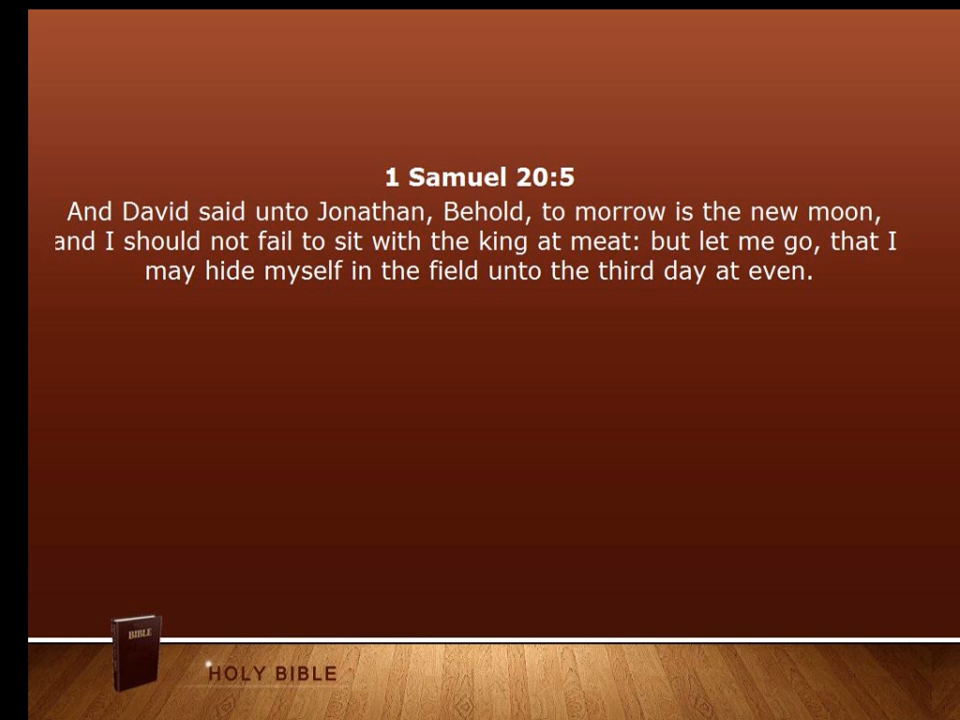 1 Samuel 20:5
And David said unto Jonathan, Behold, to morrow is the new moon,
and I should not fail to sit with the king at meat: but let me go, that I
may hide myself in the field unto the third day at even.
BIBLE
HOLY BIBLE